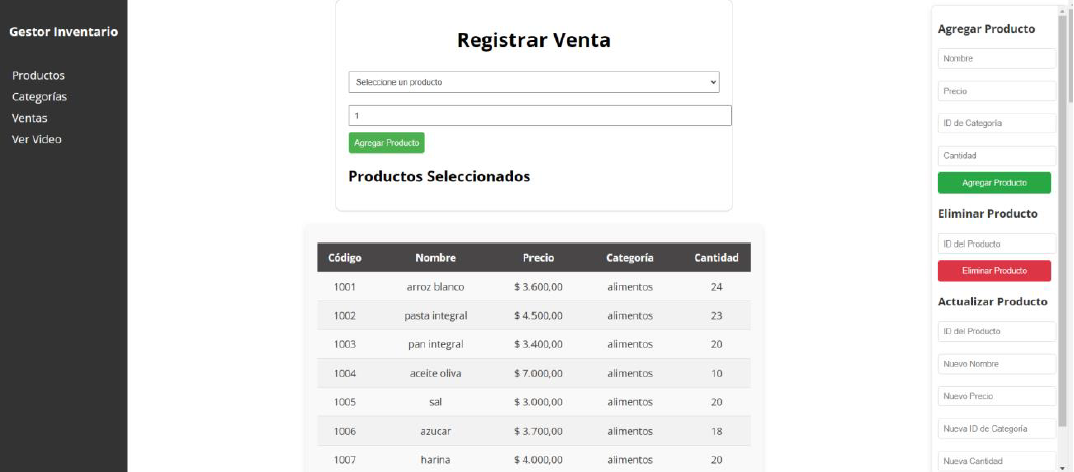 Gestor Inventario
Productos
Categorías
Ventas
Ver Video
Registrar Venta
Seleccione un producto
1
Agregar Producto
Productos Seleccionados
Código Nombre Precio Categoría Cantidad
1001 arroz blanco $ 3.600,00 alimentos 24
1002 pasta integral $ 4.500,00 alimentos 23
1003 pan integral $ 3.400,00 alimentos 20
1004 aceite oliva $ 7.000,00 alimentos 10
1005 sal $ 3.000,00 alimentos 20
1006 azucar $ 3.700,00 alimentos 18
1007 harina $ 4.000,00 alimentos 20
Agregar Producto
Nombre
Precio
ID de Categoría
Cantidad
Agregar Producto
Eliminar Producto
ID del Producto
Eliminar Producto
Actualizar Producto
ID del Producto
Nuevo Nombre
Nuevo Precio
Nueva ID de Categoría
Nueva Cantidad